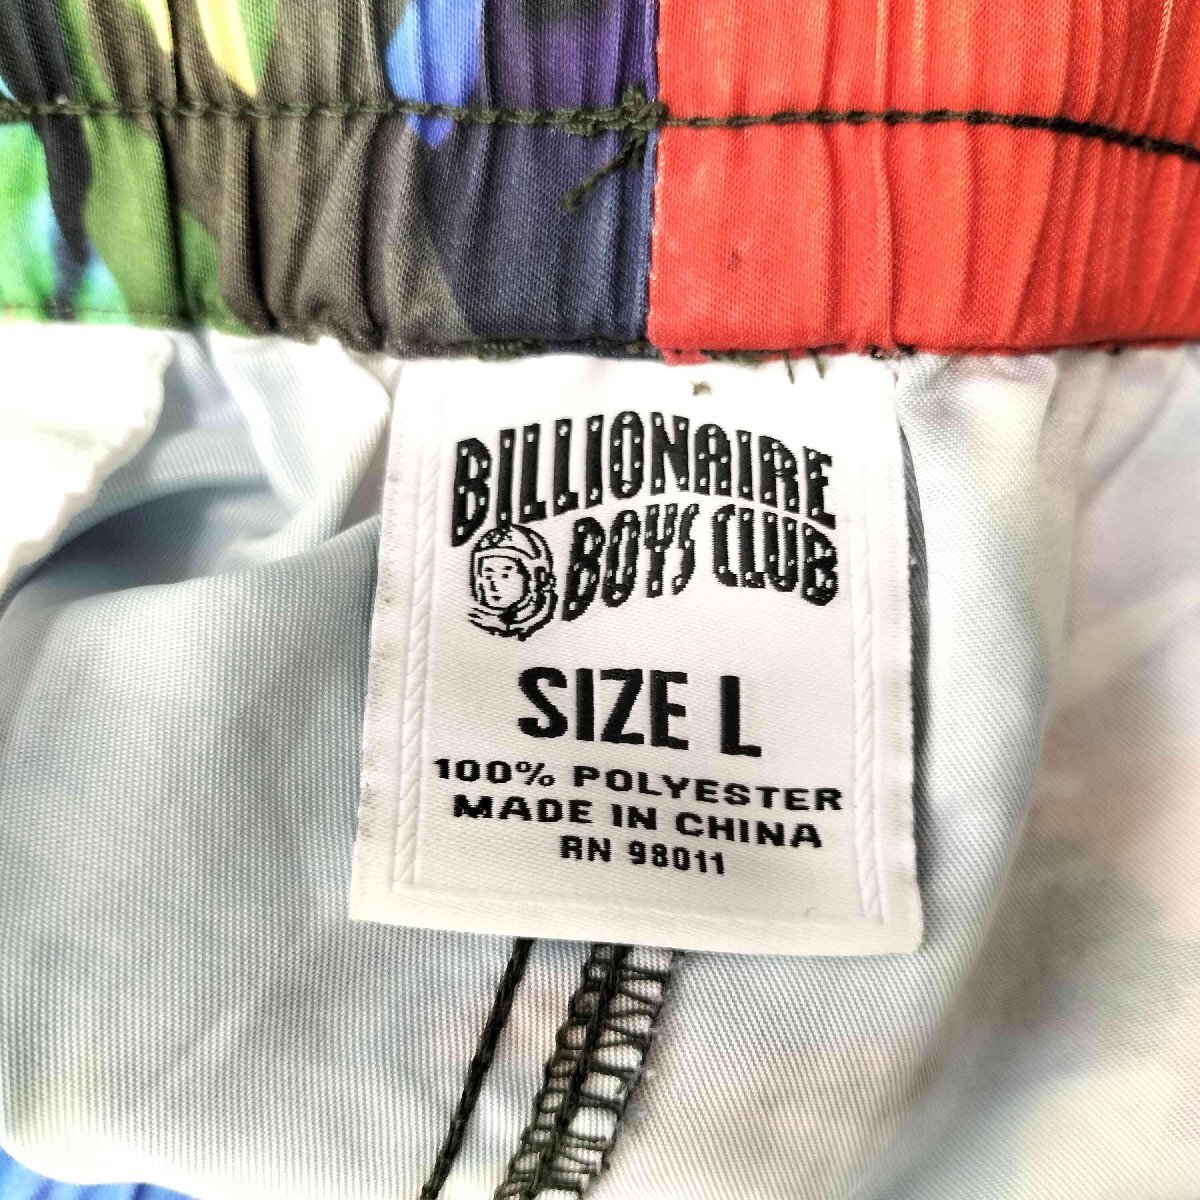 BILLIONAIRE
BOYS CLUB
SIZE L
100% POLYESTER
MADE IN CHINA
RN 98011